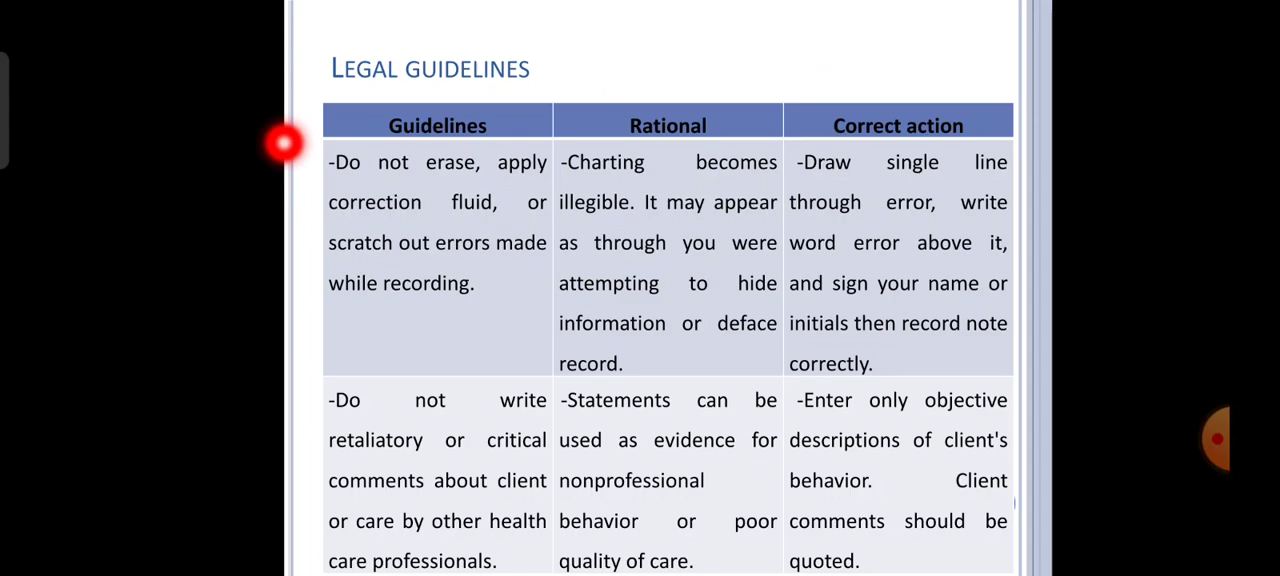 LEGAL GUIDELINES
Guidelines
Rational
Correct action
-Do not erase, apply
correction fluid, or
scratch out errors made
while recording.
-Charting becomes
illegible. It may appear
as through you were
attempting to hide
information or deface
record.
-Draw single line
through error, write
word error above it,
and sign your name or
initials then record note
correctly.
-Do not write
retaliatory or critical
comments about client
or care by other health
care professionals.
-Statements can be
used as evidence for
nonprofessional
behavior or poor
quality of care.
-Enter only objective
descriptions of client's
behavior. Client
comments should be
quoted.